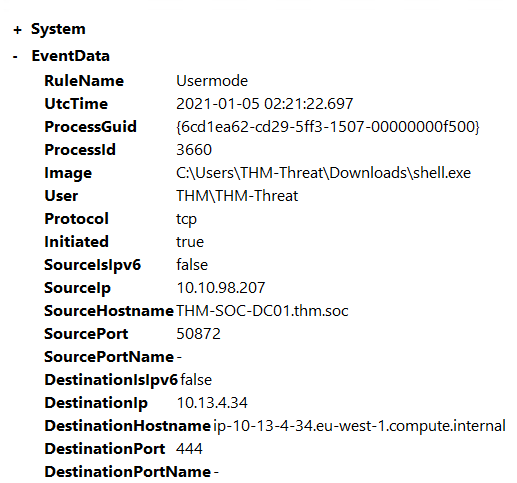 + System
- EventData
RuleName Usermode
UtcTime 2021-01-05 02:21:22.697
ProcessGuid {6cd1ea62-cd29-5ff3-1507-00000000f500}
ProcessId 3660
Image C:\Users\THM-Threat\Downloads\shell.exe
User THM\THM-Threat
Protocol tcp
Initiated true
SourceIsIpv6 false
SourceIp 10.10.98.207
SourceHostname THM-SOC-DC01.thm.soc
SourcePort 50872
SourcePortName -
DestinationIsIpv6 false
DestinationIp 10.13.4.34
DestinationHostname ip-10-13-4-34.eu-west-1.compute.internal
DestinationPort 444
DestinationPortName -